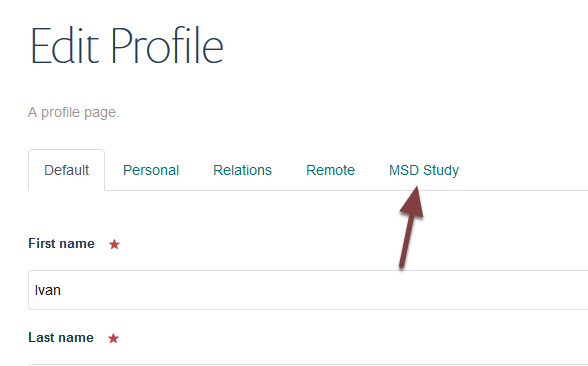 Edit Profile
A profile page.
Default Personal Relations Remote MSD Study
First name ★
Ivan
Last name ★